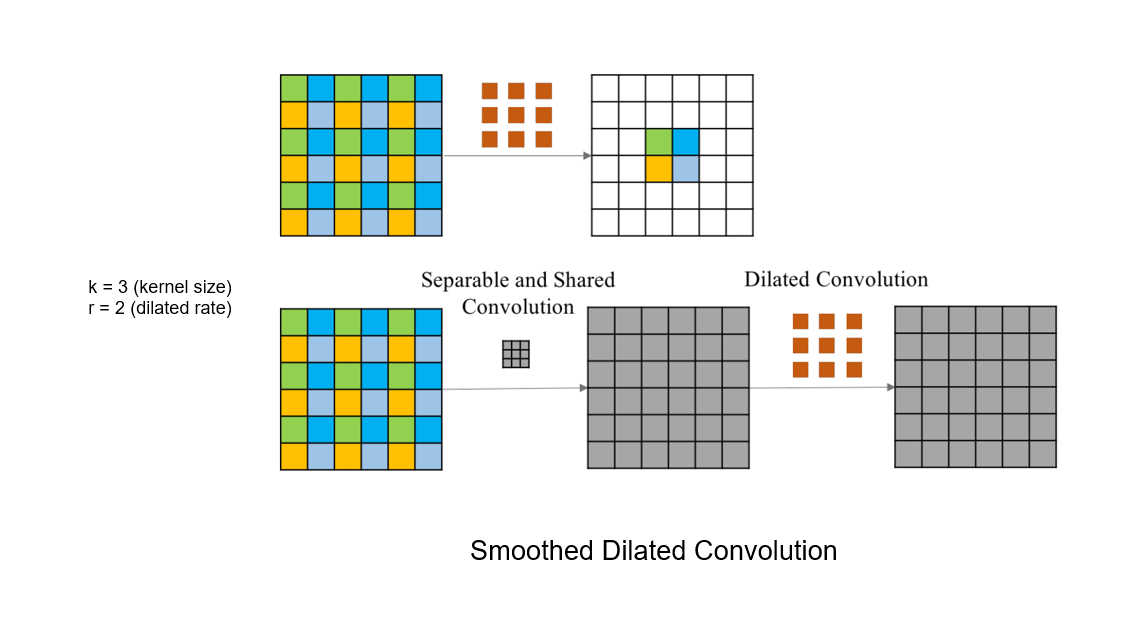 k = 3 (kernel size)
r = 2 (dilated rate)
Separable and Shared
Convolution
Dilated Convolution
Smoothed Dilated Convolution